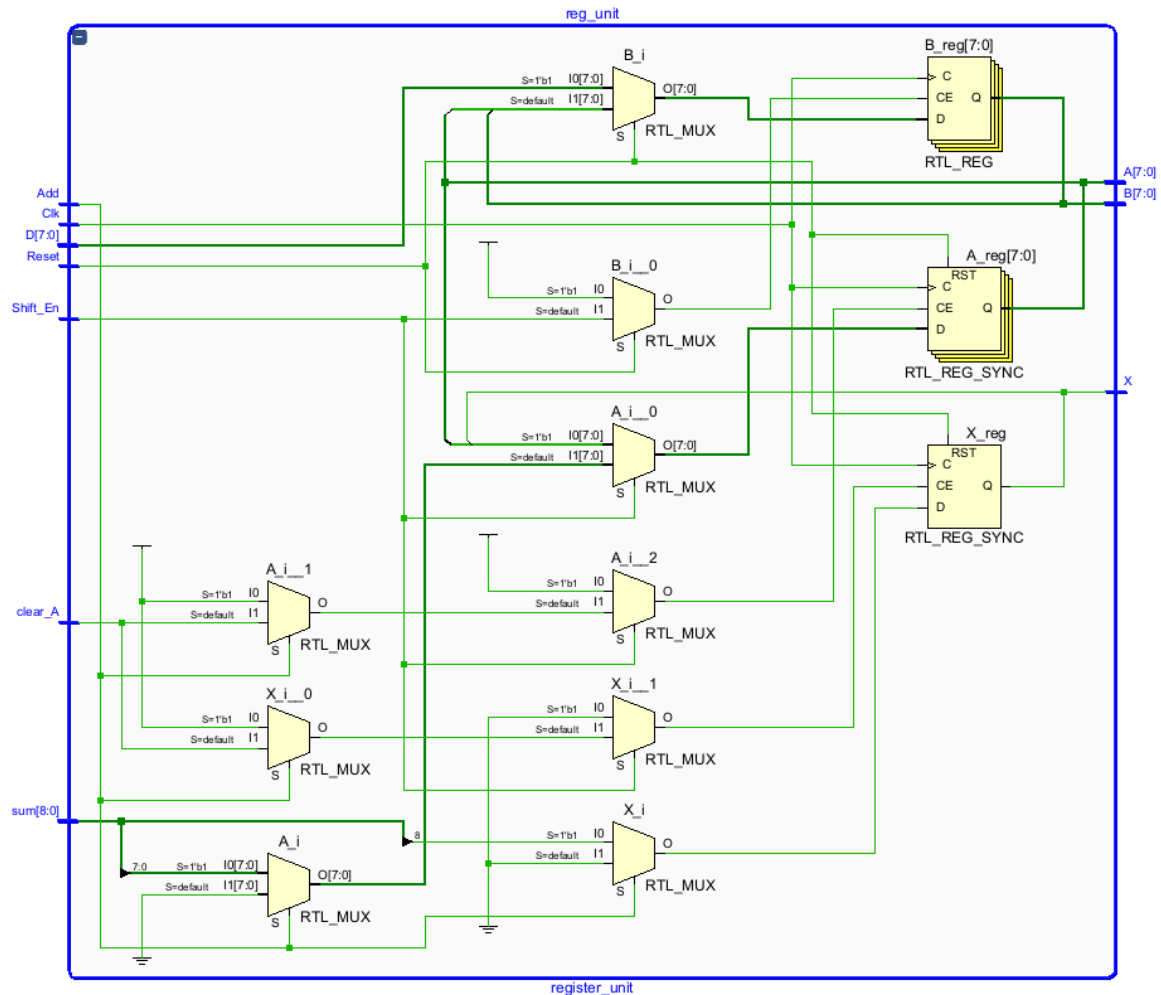 reg_unit
B_reg[7:0]
B_i
S=1'b1 I0[7:0]
S=default I1[7:0]
O[7:0]
S
RTL_MUX
C
CE Q
D
RTL_REG
A[7:0]
B[7:0]
Add
Clk
D[7:0]
Reset
Shift_En
B_i__0
S=1'b1 I0
S=default I1
O
S
RTL_MUX
A_reg[7:0]
RST
C
CE Q
D
RTL_REG_SYNC
X
A_i__0
S=1'b1 I0[7:0]
S=default I1[7:0]
O[7:0]
S
RTL_MUX
X_reg
RST
C
CE Q
D
RTL_REG_SYNC
A_i__1
S=1'b1 I0
S=default I1
O
S
RTL_MUX
A_i__2
S=1'b1 I0
S=default I1
O
S
RTL_MUX
clear_A
X_i__0
S=1'b1 I0
S=default I1
O
S
RTL_MUX
X_i__1
S=1'b1 I0
S=default I1
O
S
RTL_MUX
sum[8:0]
A_i
7:0 S=1'b1 I0[7:0]
S=default I1[7:0]
O[7:0]
S
RTL_MUX
X_i
8 S=1'b1 I0
S=default I1
O
S
RTL_MUX
register_unit